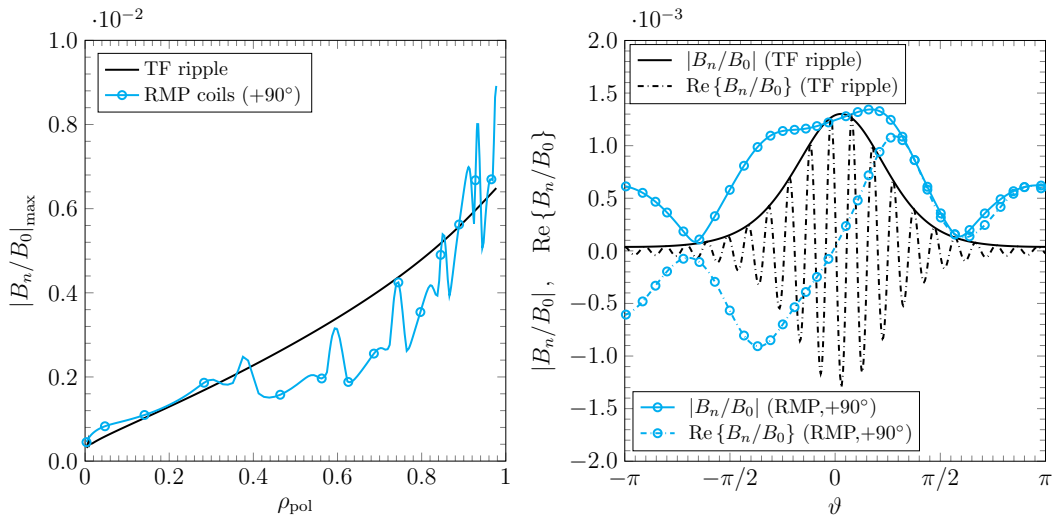 ·10⁻²
1.0
0.8
0.6
0.4
0.2
0.0
0
0.2
0.4
0.6
0.8
1
|Bₙ/B₀|max
ρpol
TF ripple
RMP coils (+90°)
·10⁻³
2.0
1.5
1.0
0.5
0.0
−0.5
−1.0
−1.5
−2.0
−π
−π/2
0
π/2
π
|Bₙ/B₀| , Re {Bₙ/B₀}
ϑ
|Bₙ/B₀| (TF ripple)
Re {Bₙ/B₀} (TF ripple)
|Bₙ/B₀| (RMP,+90°)
Re {Bₙ/B₀} (RMP,+90°)